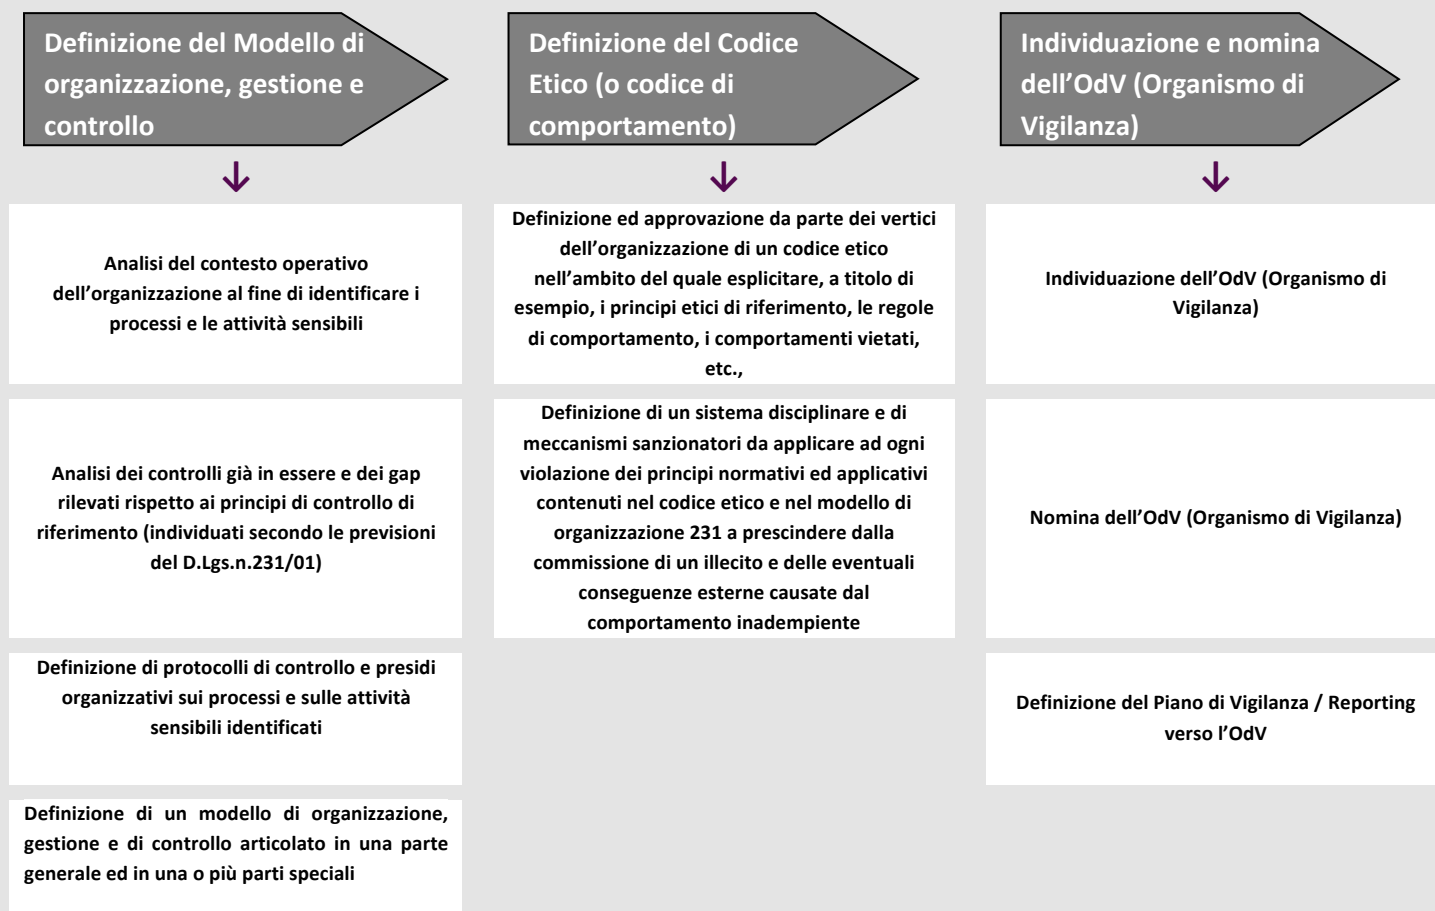 Definizione del Modello di
organizzazione, gestione e
controllo
Definizione del Codice
Etico (o codice di
comportamento)
Individuazione e nomina
dell’OdV (Organismo di
Vigilanza)
Analisi del contesto operativo
dell’organizzazione al fine di identificare i
processi e le attività sensibili
Definizione ed approvazione da parte dei vertici
dell’organizzazione di un codice etico
nell’ambito del quale esplicitare, a titolo di
esempio, i principi etici di riferimento, le regole
di comportamento, i comportamenti vietati,
etc.,
Individuazione dell’OdV (Organismo di
Vigilanza)
Analisi dei controlli già in essere e dei gap
rilevati rispetto ai principi di controllo di
riferimento (individuati secondo le previsioni
del D.Lgs.n.231/01)
Definizione di un sistema disciplinare e di
meccanismi sanzionatori da applicare ad ogni
violazione dei principi normativi ed applicativi
contenuti nel codice etico e nel modello di
organizzazione 231 a prescindere dalla
commissione di un illecito e delle eventuali
conseguenze esterne causate dal
comportamento inadempiente
Nomina dell’OdV (Organismo di Vigilanza)
Definizione di protocolli di controllo e presidi
organizzativi sui processi e sulle attività
sensibili identificati
Definizione del Piano di Vigilanza / Reporting
verso l’OdV
Definizione di un modello di organizzazione,
gestione e di controllo articolato in una parte
generale ed in una o più parti speciali